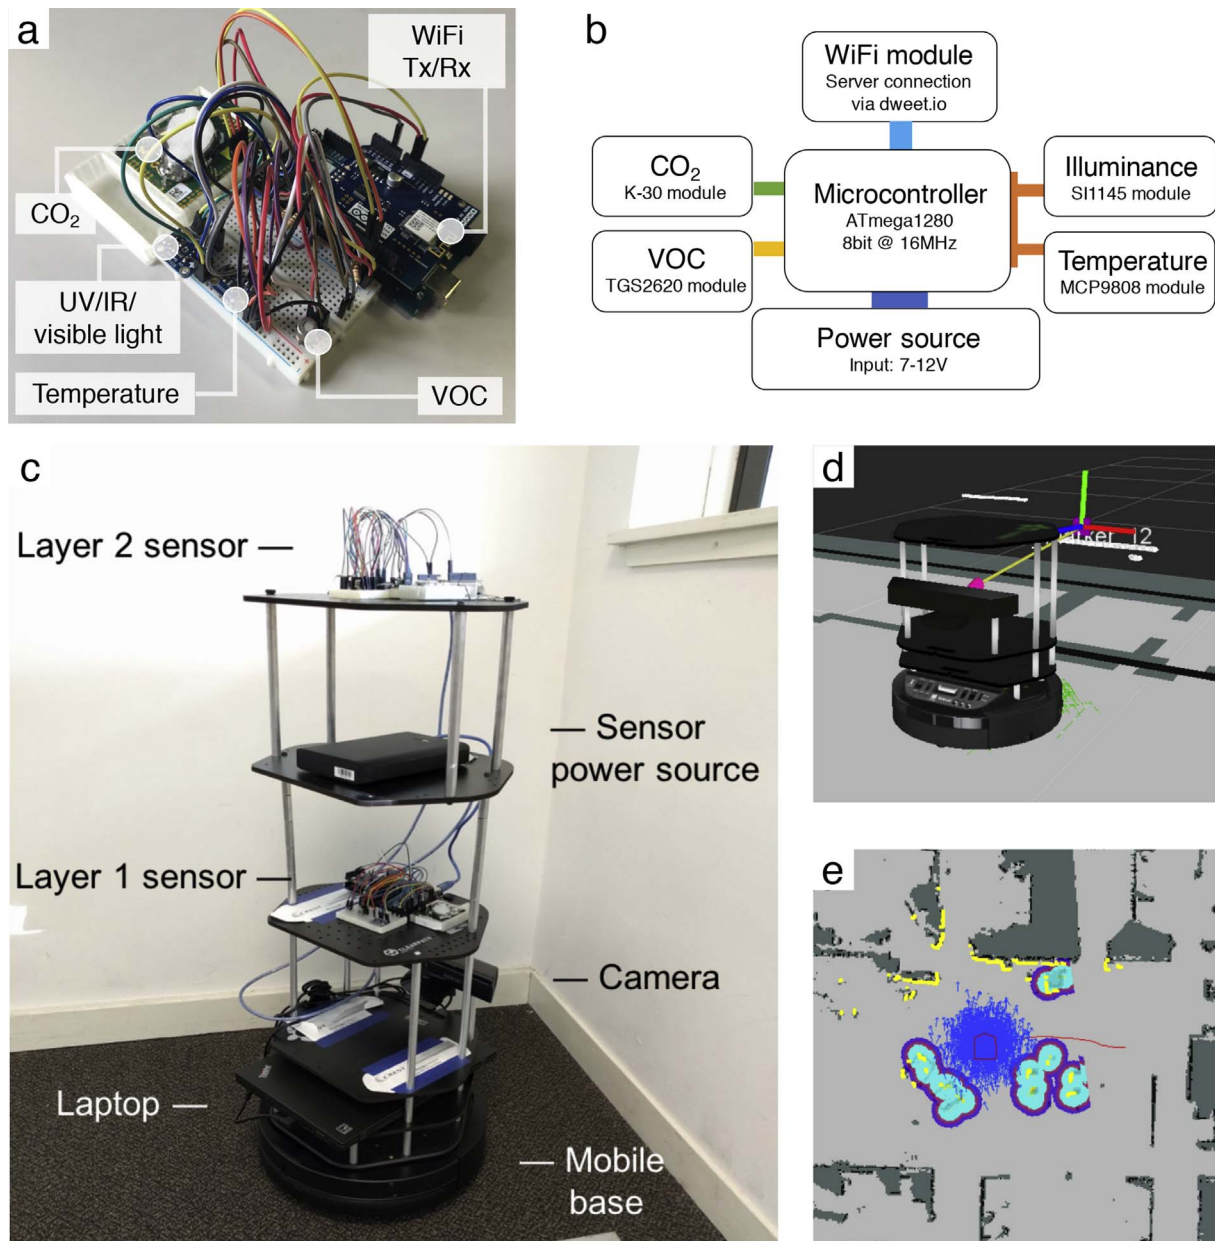 a
WiFi
Tx/Rx
CO₂
UV/IR/
visible light
Temperature
VOC
b
WiFi module
Server connection
via dweet.io
CO₂
K-30 module
VOC
TGS2620 module
Microcontroller
ATmega1280
8bit @ 16MHz
Illuminance
SI1145 module
Temperature
MCP9808 module
Power source
Input: 7-12V
c
Layer 2 sensor
Sensor
power source
Layer 1 sensor
Camera
Laptop
Mobile
base
d
12
e